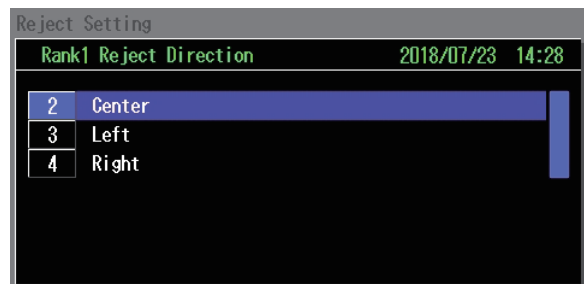 Reject Setting
Rank1 Reject Direction 2018/07/23 14:28
2 Center
3 Left
4 Right